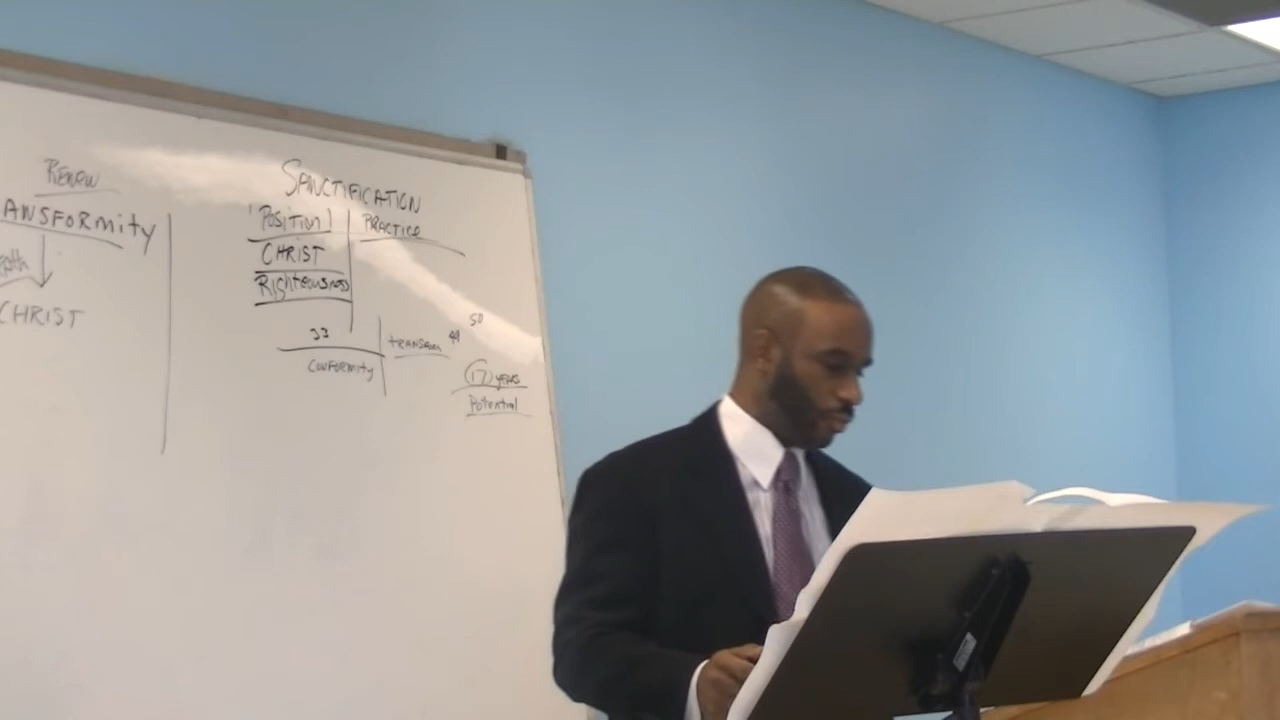 RENEW
ANSFORMITY
CHRIST
SANCTIFICATION
POSITION
PRACTICE
CHRIST
Righteousness
33
CONFORMITY
49
50
17 YEARS
Potential